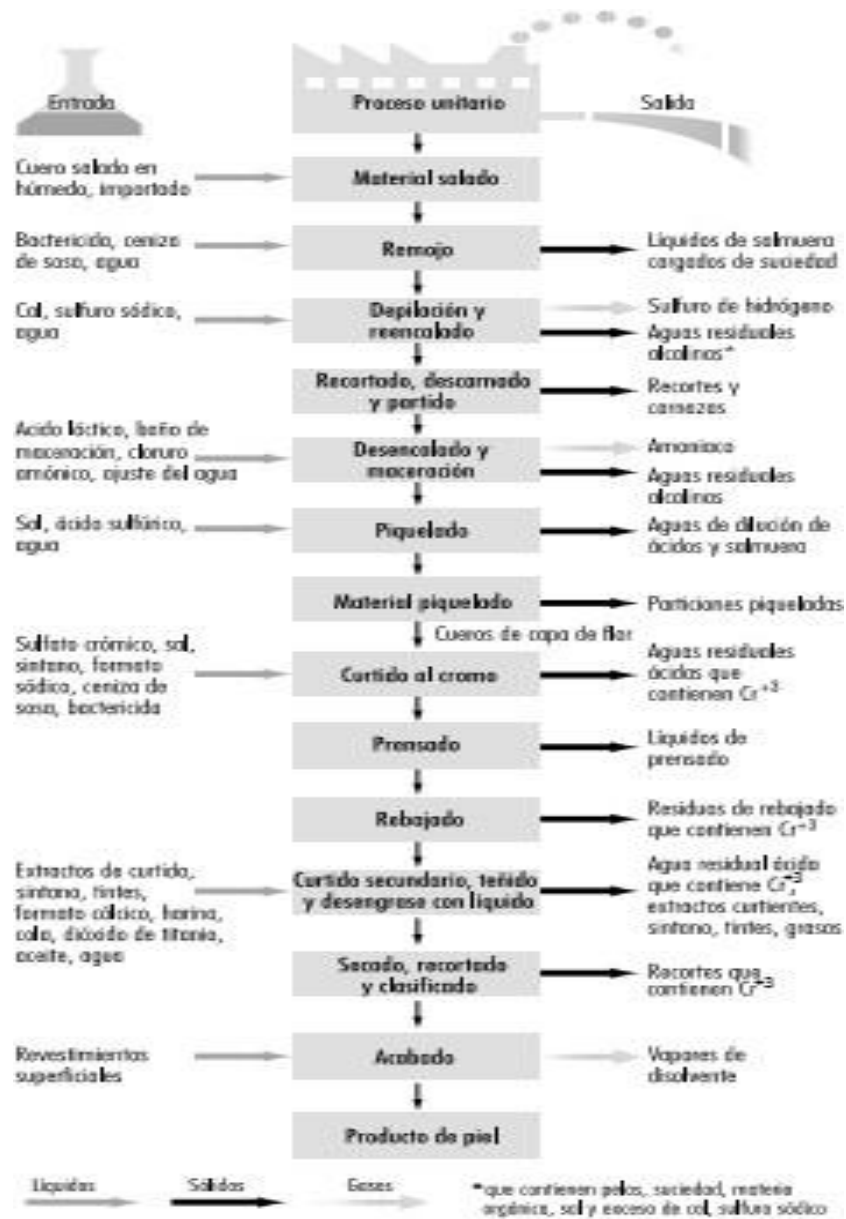 Entrada
Proceso unitario
Salida
Cuero salado en
húmedo, importado
Material salado
Bactericida, ceniza
de sosa, agua
Remojo
Líquidos de salmuera
cargados de suciedad
Cal, sulfuro sódico,
agua
Depilación y
reencalado
Sulfuro de hidrógeno
Aguas residuales
alcalinas*
Recortado, descarnado
y partido
Recortes y
carnazas
Acido láctico, baño de
maceración, cloruro
amónico, ajuste del agua
Desencalado y
maceración
Amoniaco
Aguas residuales
alcalinas
Sal, ácido sulfúrico,
agua
Piquelado
Aguas de dilución de
ácidos y salmuera
Material piquelado
Particiones piqueladas
Cueros de capa de flor
Sulfato crómico, sal,
sintano, formato
sódico, ceniza de
sosa, bactericida
Curtido al cromo
Aguas residuales
ácidas que
contienen Cr+3
Prensado
Líquidos de
prensado
Rebajado
Residuos de rebajado
que contienen Cr+3
Extractos de curtido,
sintano, tintes,
formato cálcico, harina,
cola, dióxido de titanio,
aceite, agua
Curtido secundario, teñido
y desengrase con líquido
Agua residual ácida
que contiene Cr+3,
extractos curtientes,
sintano, tintes, grasas
Secado, recortado
y clasificado
Recortes que
contienen Cr+3
Revestimientos
superficiales
Acabado
Vapores de
disolvente
Producto de piel
Líquidos
Sólidos
Gases
*que contienen pelos, suciedad, materia
orgánica, sal y exceso de cal, sulfuro sódico